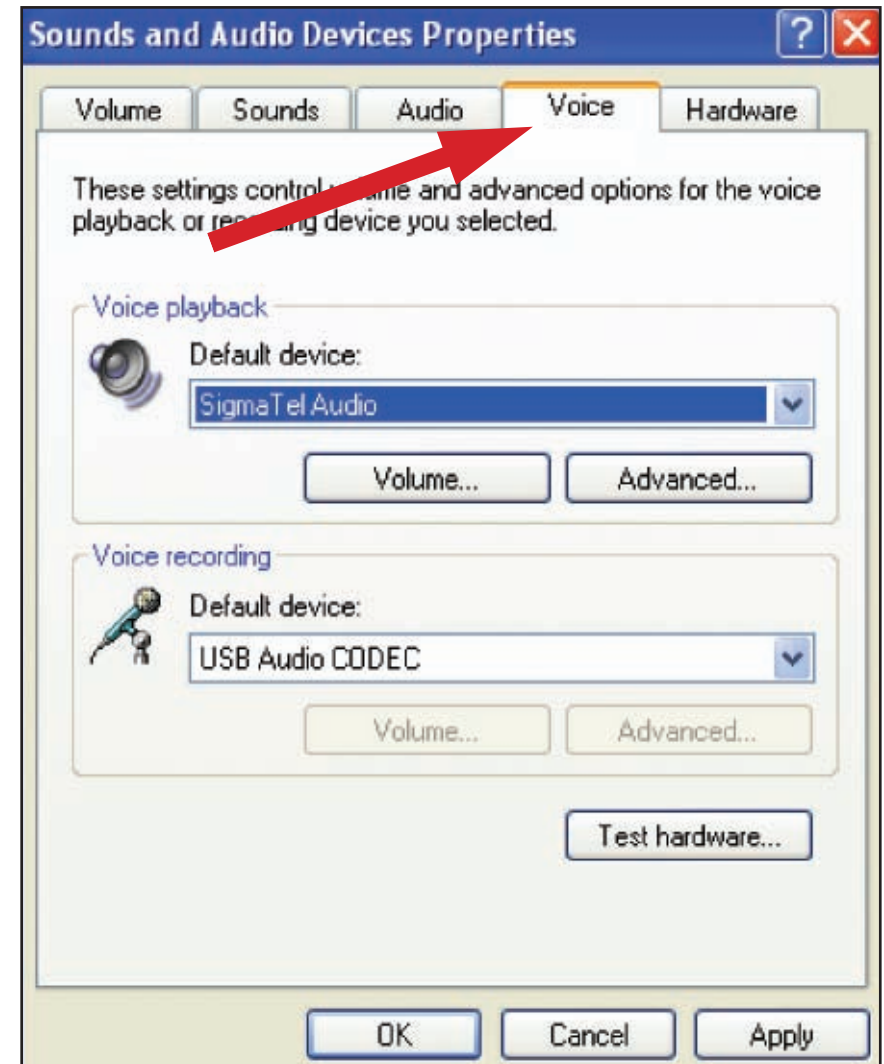 Sounds and Audio Devices Properties
Volume Sounds Audio Voice Hardware
These settings control volume and advanced options for the voice
playback or recording device you selected.
Voice playback
Default device:
SigmaTel Audio
Volume... Advanced...
Voice recording
Default device:
USB Audio CODEC
Volume... Advanced...
Test hardware...
OK Cancel Apply